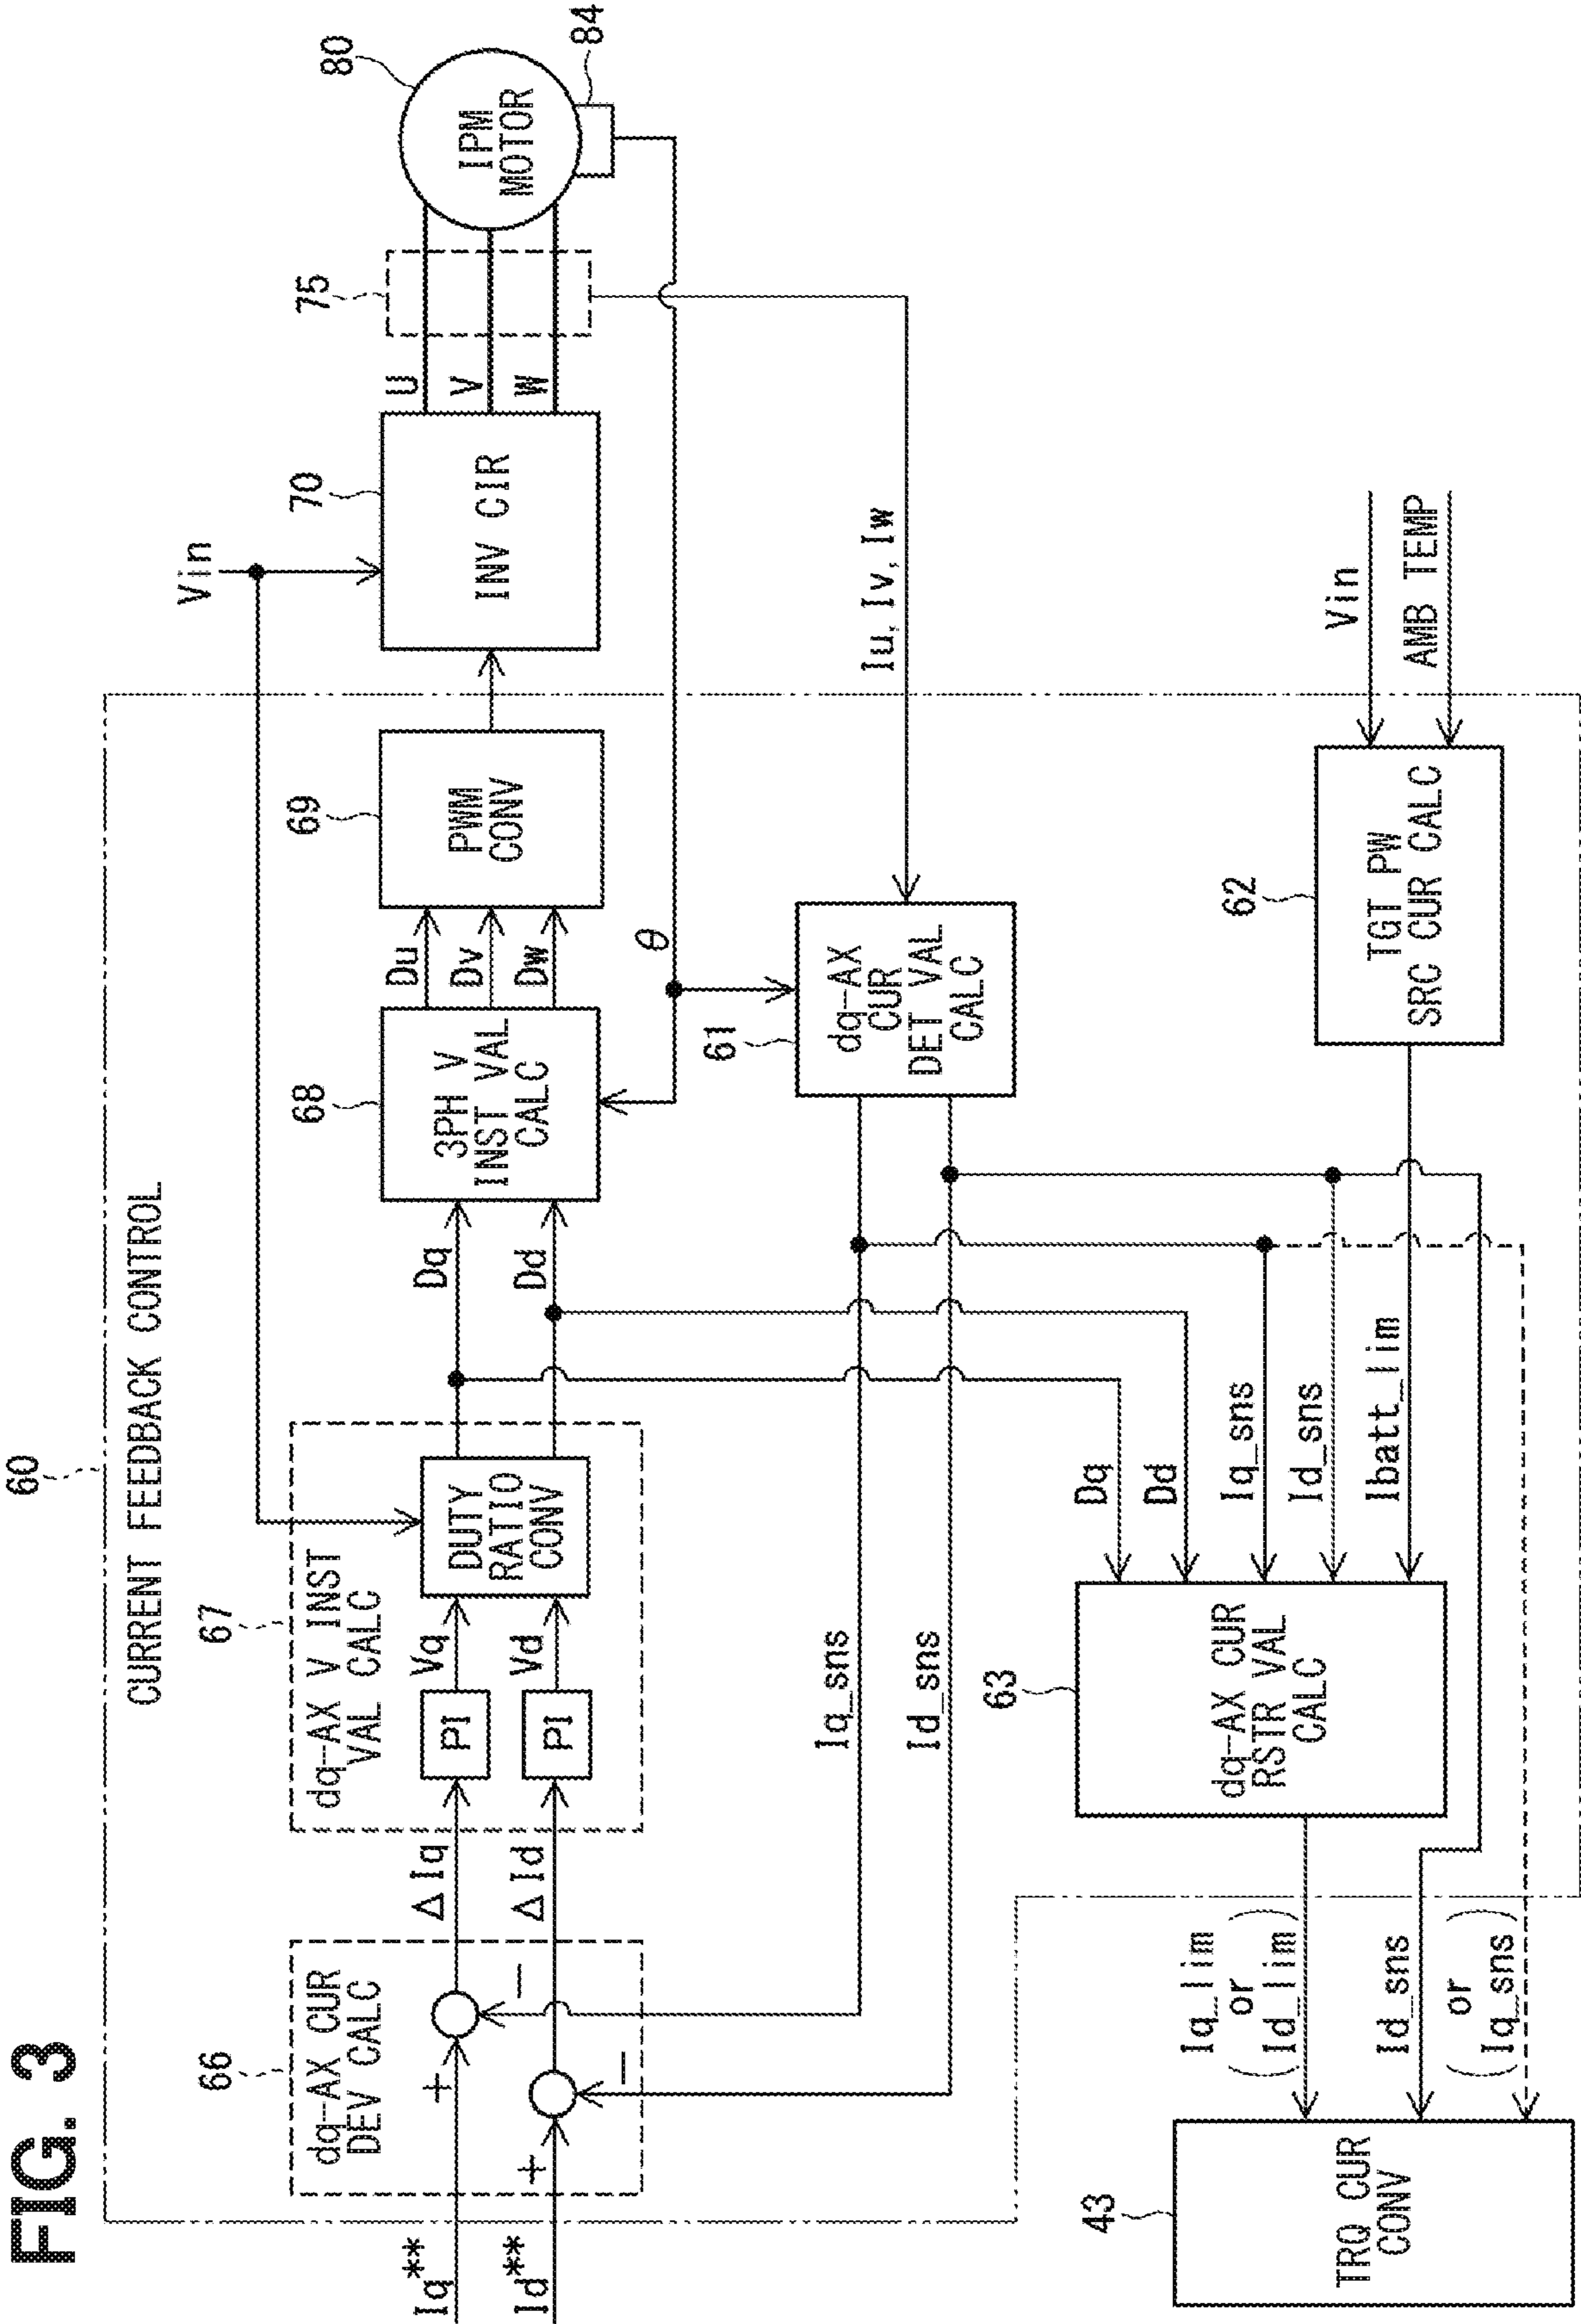 FIG. 3
60
CURRENT FEEDBACK CONTROL
66
dq-AX CUR
DEV CALC
Iq**
Id**
+
−
+
−
ΔIq
ΔId
67
dq-AX V INST
VAL CALC
PI
PI
Vq
Vd
DUTY
RATIO
CONV
Dq
Dd
68
3PH V
INST VAL
CALC
Du
Dv
Dw
69
PWM
CONV
Vin
70
INV CIR
U
V
W
75
80
IPM
MOTOR
84
θ
Iu, Iv, Iw
61
dq-AX
CUR
DET VAL
CALC
Iq_sns
Id_sns
Dq
Dd
Iq_sns
Id_sns
Ibatt_lim
62
TGT PW
SRC CUR CALC
Vin
AMB TEMP
63
dq-AX CUR
RSTR VAL
CALC
Iq_lim
(or
Id_lim)
Id_sns
(or
Iq_sns)
43
TRQ CUR
CONV